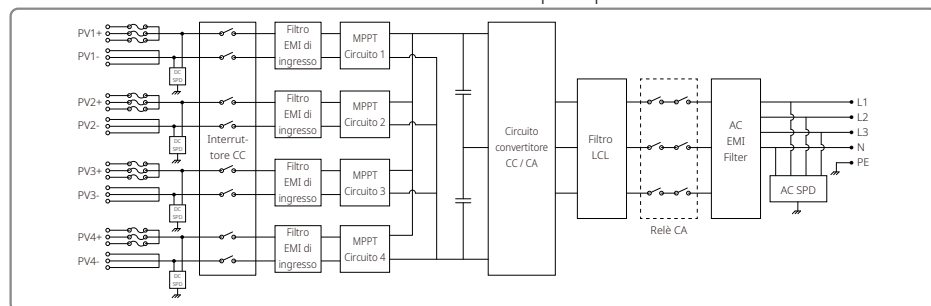 PV1+
PV1-
DC
SPD
PV2+
PV2-
DC
SPD
PV3+
PV3-
DC
SPD
PV4+
PV4-
DC
SPD
Interrut-
tore CC
Filtro
EMI di
ingresso
MPPT
Circuito 1
Filtro
EMI di
ingresso
MPPT
Circuito 2
Filtro
EMI di
ingresso
MPPT
Circuito 3
Filtro
EMI di
ingresso
MPPT
Circuito 4
Circuito
convertitore
CC / CA
Filtro
LCL
Relè CA
AC
EMI
Filter
L1
L2
L3
N
PE
AC SPD